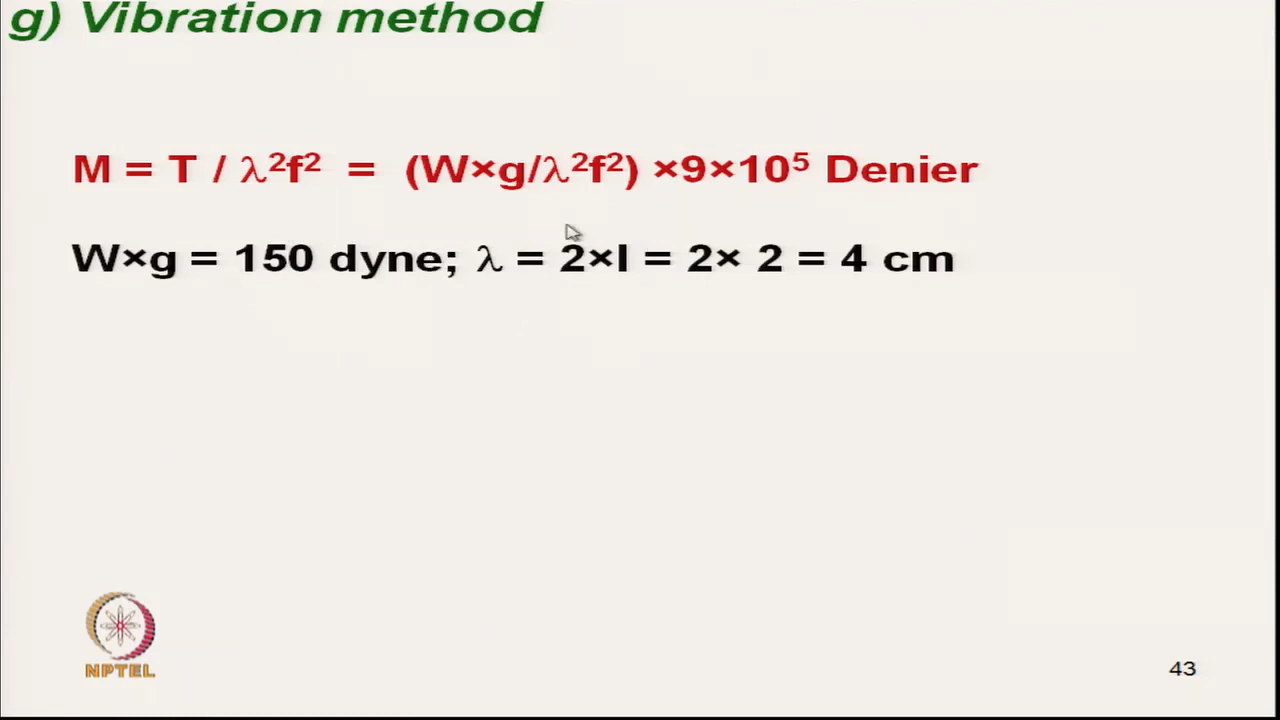 g) Vibration method
M = T / λ²f² = (W×g/λ²f²) ×9×10⁵ Denier
W×g = 150 dyne; λ = 2×l = 2× 2 = 4 cm
NPTEL
43